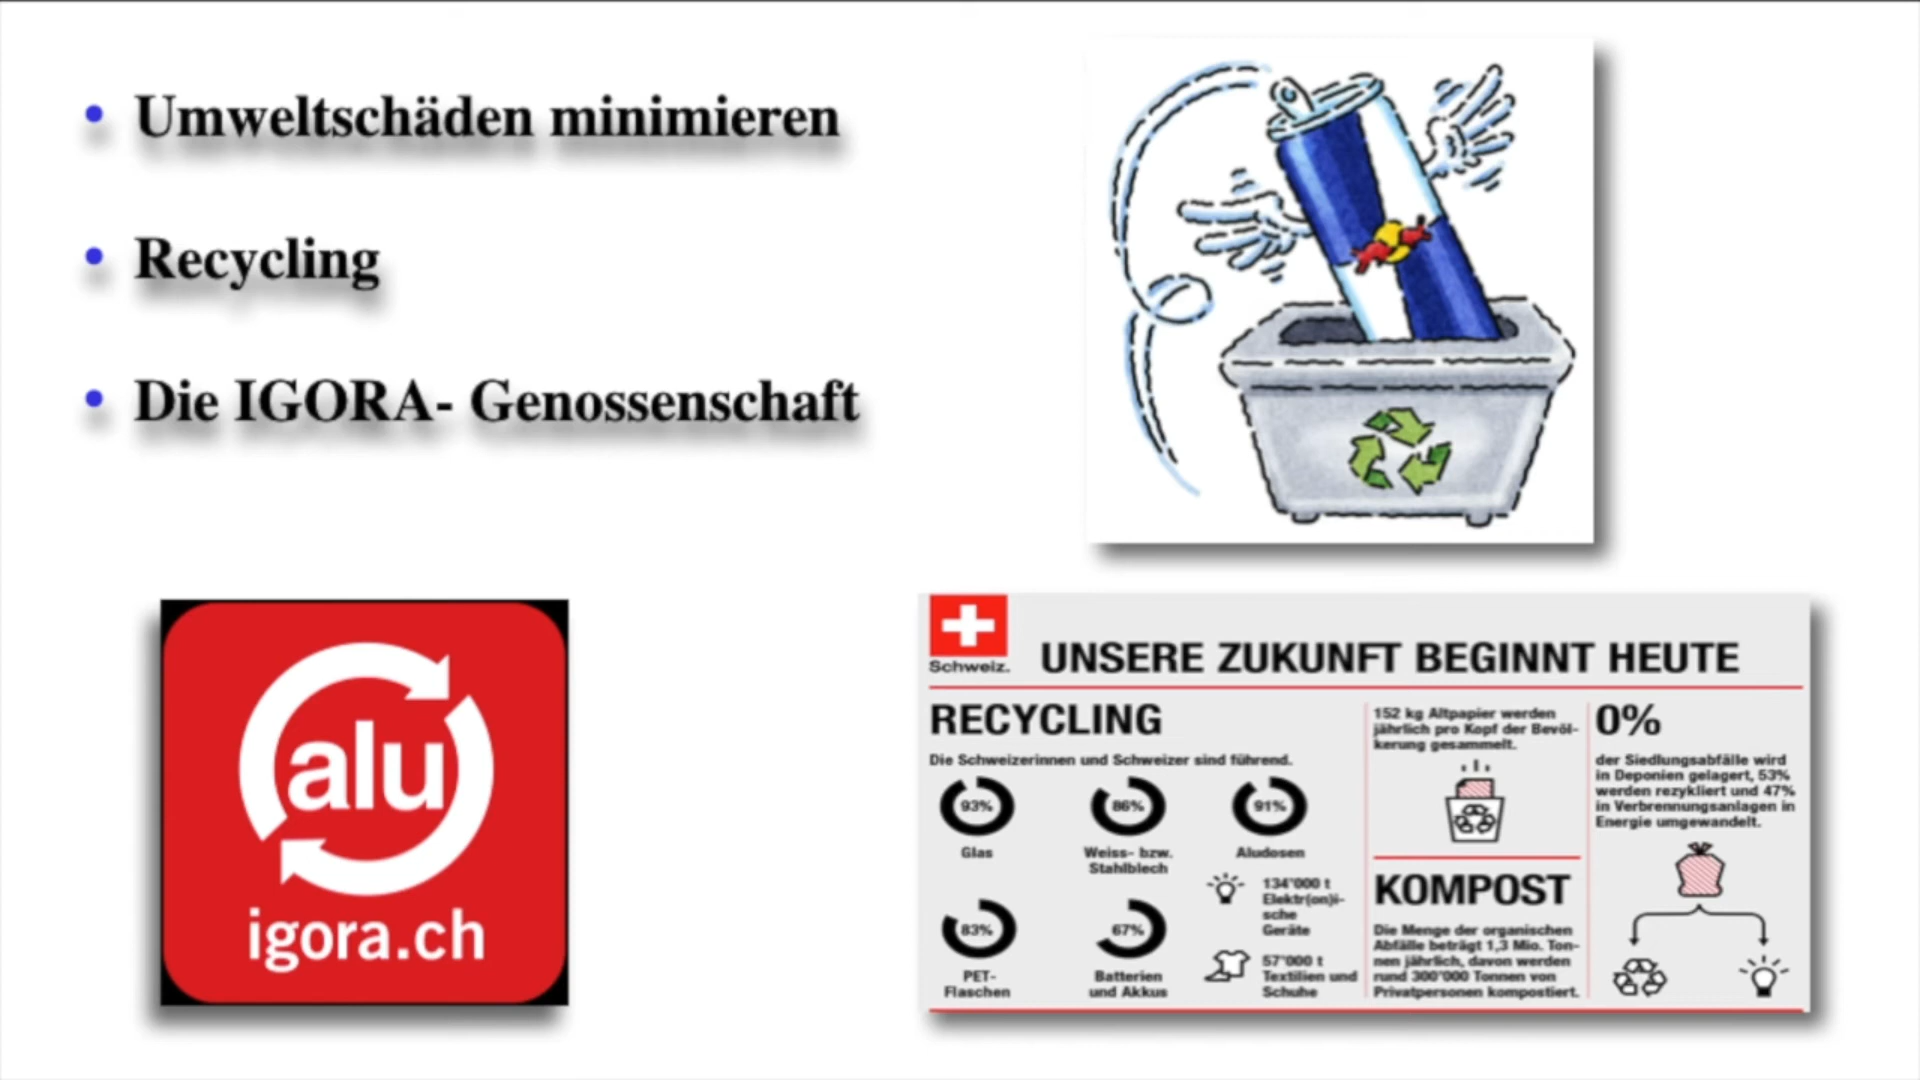 Umweltschäden minimieren
Recycling
Die IGORA- Genossenschaft
alu
igora.ch
Schweiz.
UNSERE ZUKUNFT BEGINNT HEUTE
RECYCLING
Die Schweizerinnen und Schweizer sind führend.
93%
Glas
86%
Weiss- bzw.
Stahlblech
91%
Aludosen
83%
PET-
Flaschen
67%
Batterien
und Akkus
134'000 t
Elektr(on)i-
sche
Geräte
57'000 t
Textilien und
Schuhe
152 kg Altpapier werden
jährlich pro Kopf der Bevöl-
kerung gesammelt.
KOMPOST
Die Menge der organischen
Abfälle beträgt 1,3 Mio. Ton-
nen jährlich, davon werden
rund 300'000 Tonnen von
Privatpersonen kompostiert.
0%
der Siedlungsabfälle wird
in Deponien gelagert, 53%
werden rezykliert und 47%
in Verbrennungsanlagen in
Energie umgewandelt.